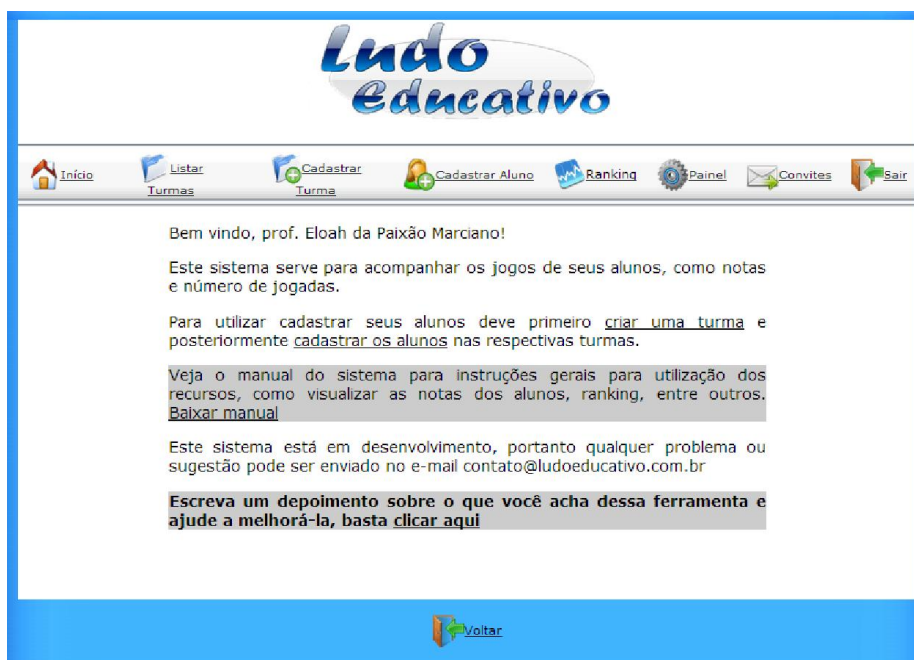 Ludo
Educativo
Início
Listar
Turmas
Cadastrar
Turma
Cadastrar Aluno
Ranking
Painel
Convites
Sair
Bem vindo, prof. Eloah da Paixão Marciano!
Este sistema serve para acompanhar os jogos de seus alunos, como notas
e número de jogadas.
Para utilizar cadastrar seus alunos deve primeiro criar uma turma e
posteriormente cadastrar os alunos nas respectivas turmas.
Veja o manual do sistema para instruções gerais para utilização dos
recursos, como visualizar as notas dos alunos, ranking, entre outros.
Baixar manual
Este sistema está em desenvolvimento, portanto qualquer problema ou
sugestão pode ser enviado no e-mail contato@ludoeducativo.com.br
Escreva um depoimento sobre o que você acha dessa ferramenta e
ajude a melhorá-la, basta clicar aqui
Voltar